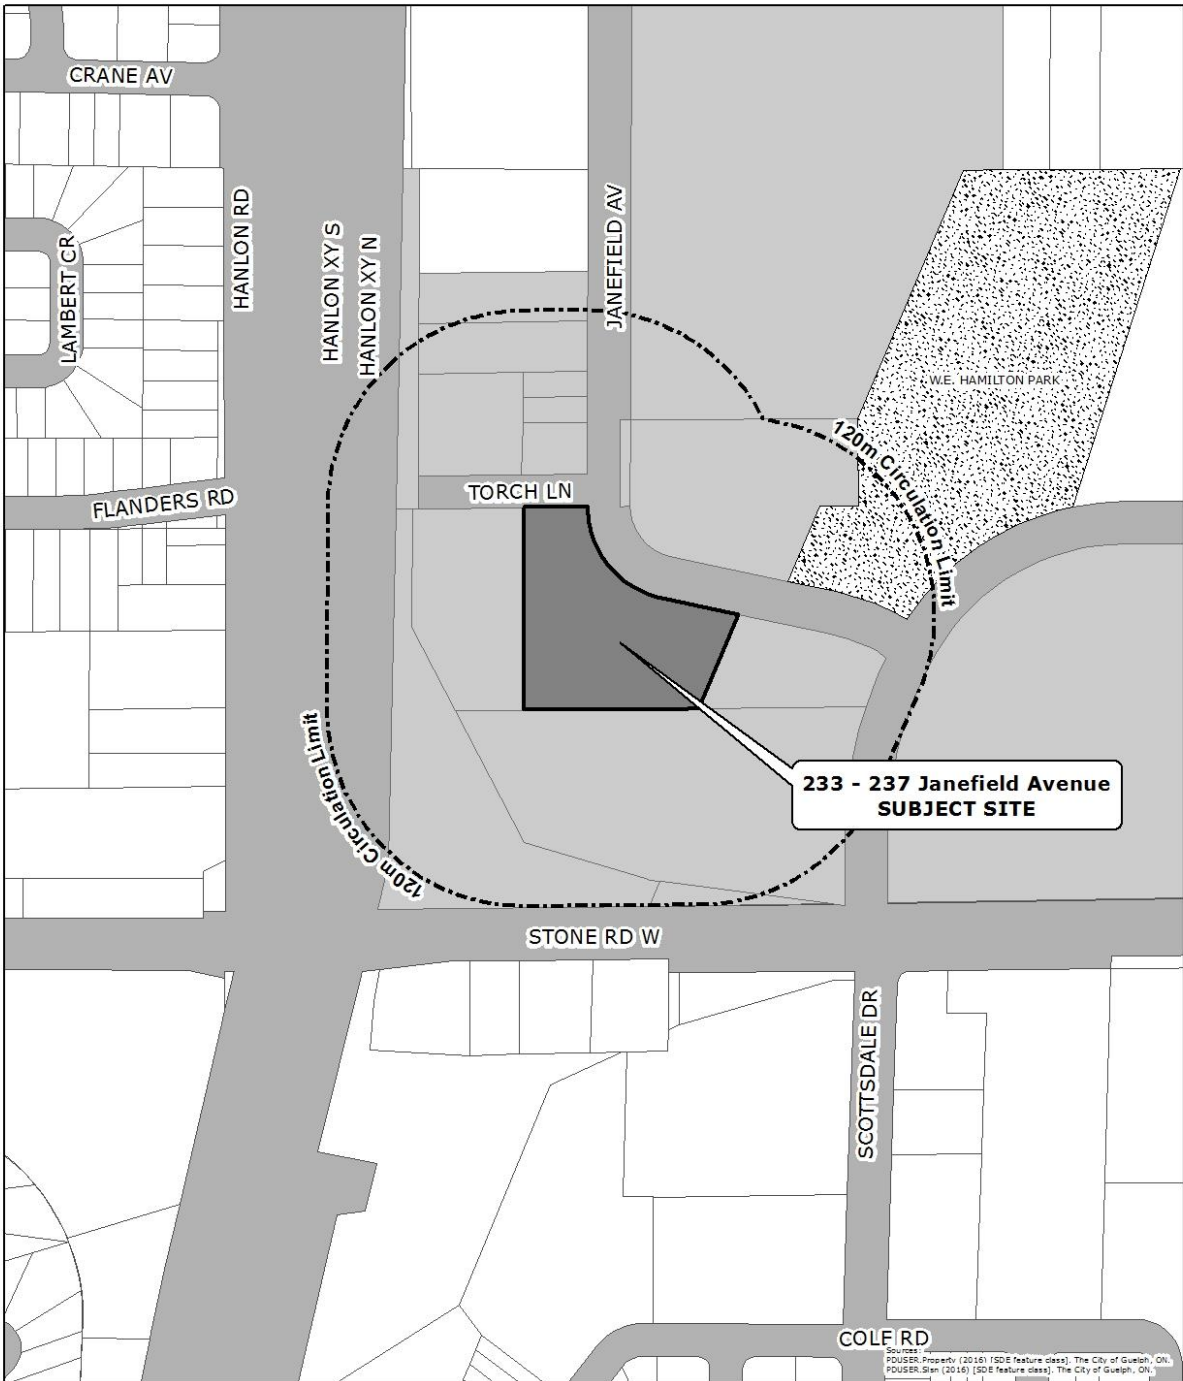 CRANE AV
HANLON RD
LAMBERT CR
HANLON XY S
HANLON XY N
JANEFIELD AV
W.E. HAMILTON PARK
120m Circulation Limit
FLANDERS RD
TORCH LN
120m Circulation Limit
233 - 237 Janefield Avenue
SUBJECT SITE
STONE RD W
SCOTTSDALE DR
COLE RD
Sources:
PDUSER.Property (2016) [SDE feature class]. The City of Guelph, ON.
PDUSER.Slsn (2016) [SDE feature class]. The City of Guelph, ON.